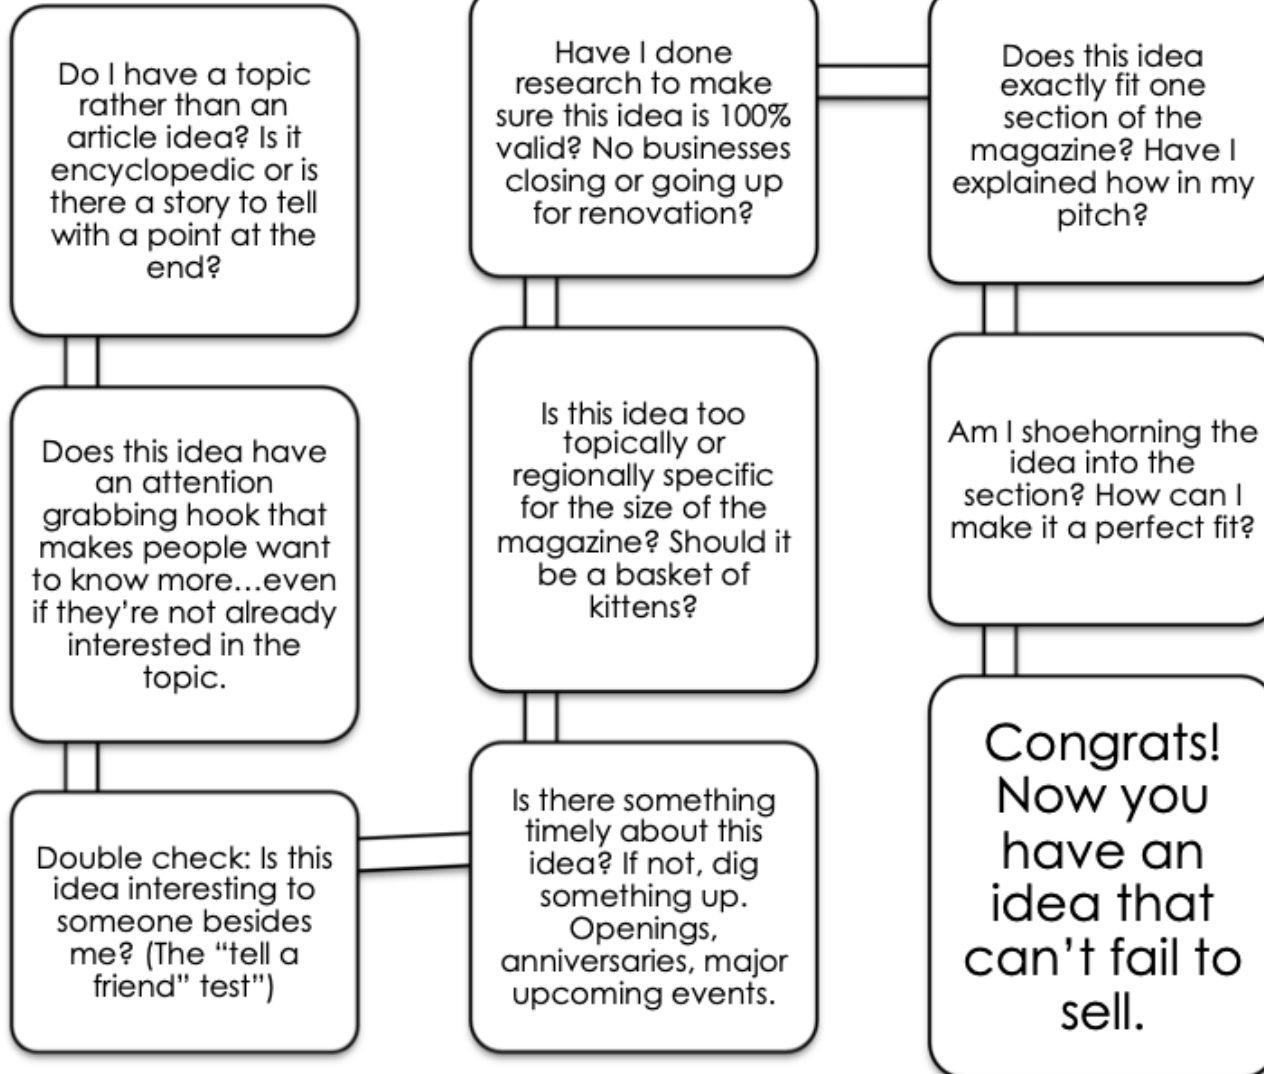 Do I have a topic
rather than an
article idea? Is it
encyclopedic or is
there a story to tell
with a point at the
end?
Does this idea have
an attention
grabbing hook that
makes people want
to know more...even
if they're not already
interested in the
topic.
Double check: Is this
idea interesting to
someone besides
me? (The “tell a
friend” test”)
Is there something
timely about this
idea? If not, dig
something up.
Openings,
anniversaries, major
upcoming events.
Is this idea too
topically or
regionally specific
for the size of the
magazine? Should it
be a basket of
kittens?
Have I done
research to make
sure this idea is 100%
valid? No businesses
closing or going up
for renovation?
Does this idea
exactly fit one
section of the
magazine? Have I
explained how in my
pitch?
Am I shoehorning the
idea into the
section? How can I
make it a perfect fit?
Congrats!
Now you
have an
idea that
can't fail to
sell.